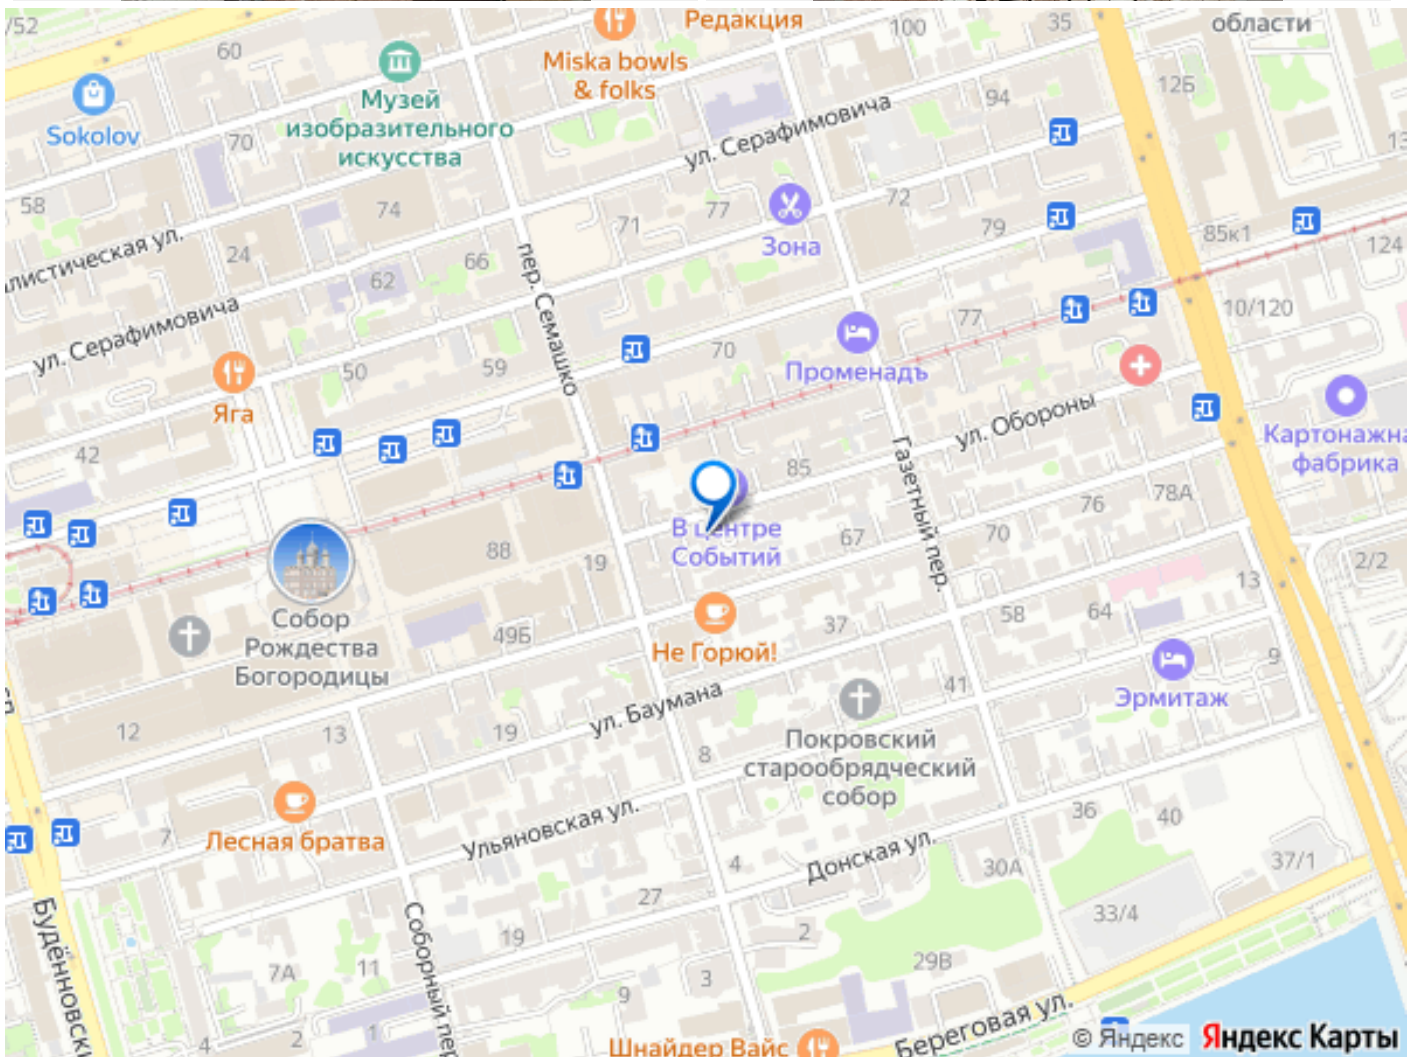 /52
60
Редакция
100
35
области
Miska bowls
& folks
Sokolov
Музей
изобразительного
искусства
70
94
12Б
ул. Серафимовича
58
74
71
77
72
79
Зона
85к1
124
24
66
62
пер. Семашко
листическая ул.
ул. Серафимовича
10/120
77
70
Променадъ
50
59
Яга
ул. Обороны
Картонажна
фабрика
42
85
Газетный пер.
76
78А
В центре
Событий
67
70
88
19
2/2
13
Собор
Рождества
Богородицы
49Б
37
58
64
Не Горюй!
9
Эрмитаж
41
ул. Баумана
12
13
19
8
Покровский
старообрядческий
собор
36
40
7
Лесная братва
Ульяновская ул.
4
Донская ул.
30А
37/1
27
33/4
Будённовски
Соборный пер
19
2
7А
11
29В
3
9
Береговая ул.
4
2
1
Шнайдер Вайс
© Яндекс
Яндекс Карты